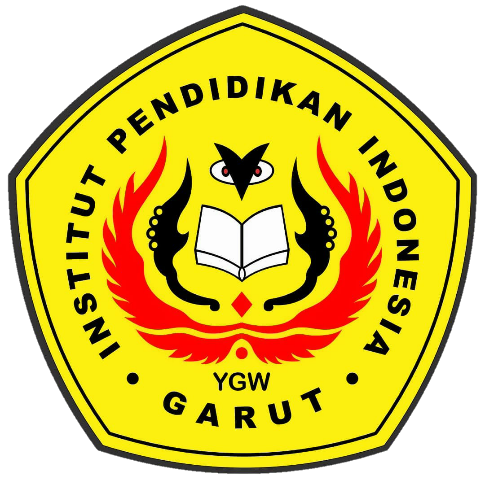 INSTITUT PENDIDIKAN INDONESIA
YGW
GARUT